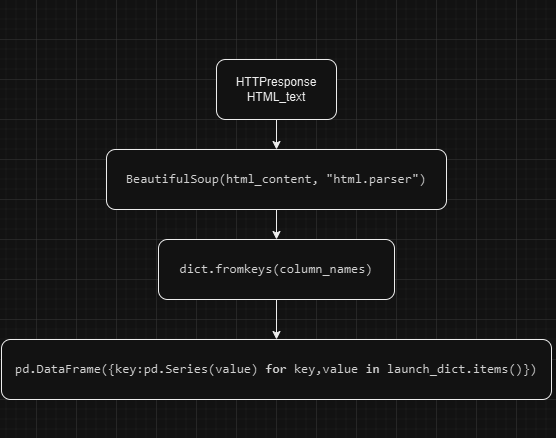 HTTPresponse
HTML_text
BeautifulSoup(html_content, "html.parser")
dict.fromkeys(column_names)
pd.DataFrame({key:pd.Series(value) for key,value in launch_dict.items()})